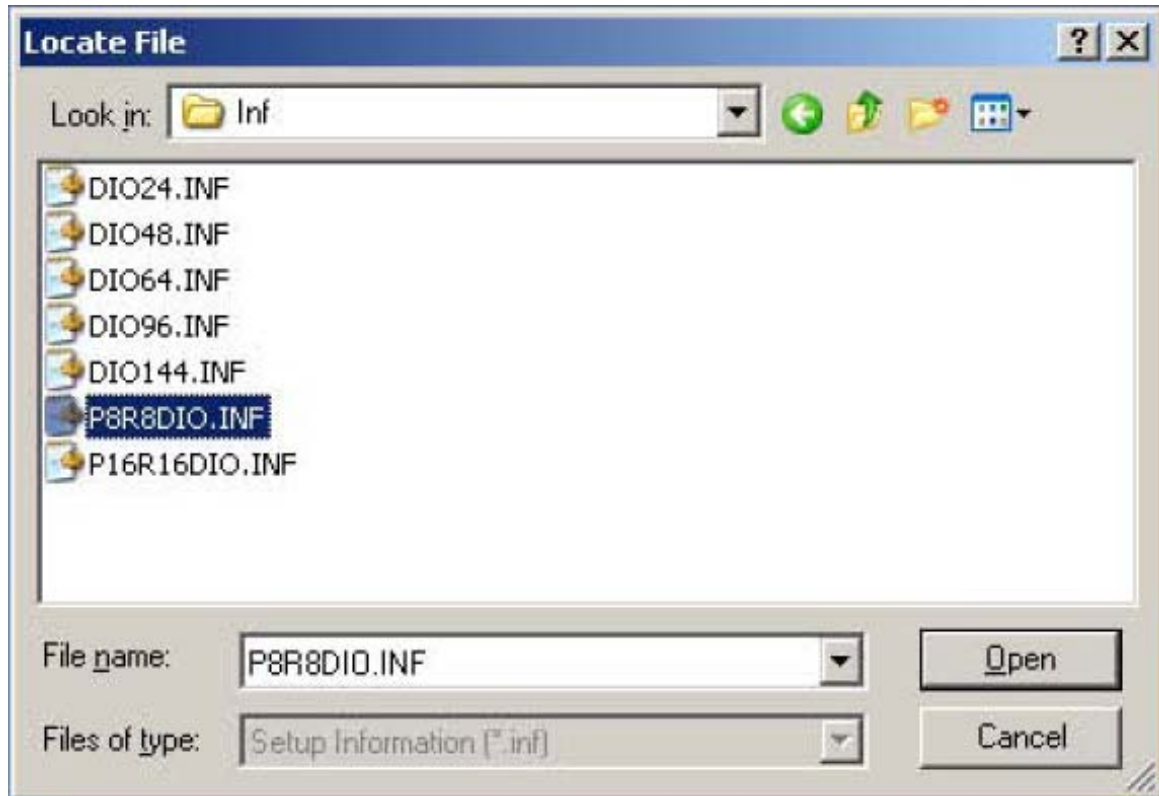 Locate File
Look in: Inf
DIO24.INF
DIO48.INF
DIO64.INF
DIO96.INF
DIO144.INF
P8R8DIO.INF
P16R16DIO.INF
File name: P8R8DIO.INF Open
Files of type: Setup Information (*.inf) Cancel